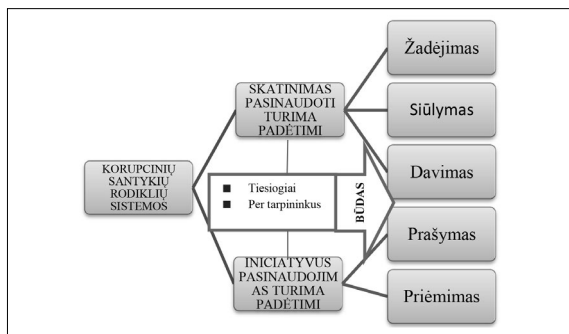 KORUPCINIŲ
SANTYKIŲ
RODIKLIŲ
SISTEMOS
SKATINIMAS
PASINAUDOTI
TURIMA
PADĖTIMI
■ Tiesiogiai
■ Per tarpininkus
BŪDAS
INICIATYVUS
PASINAUDOJIM
AS TURIMA
PADĖTIMI
Žadėjimas
Siūlymas
Davimas
Prašymas
Priėmimas